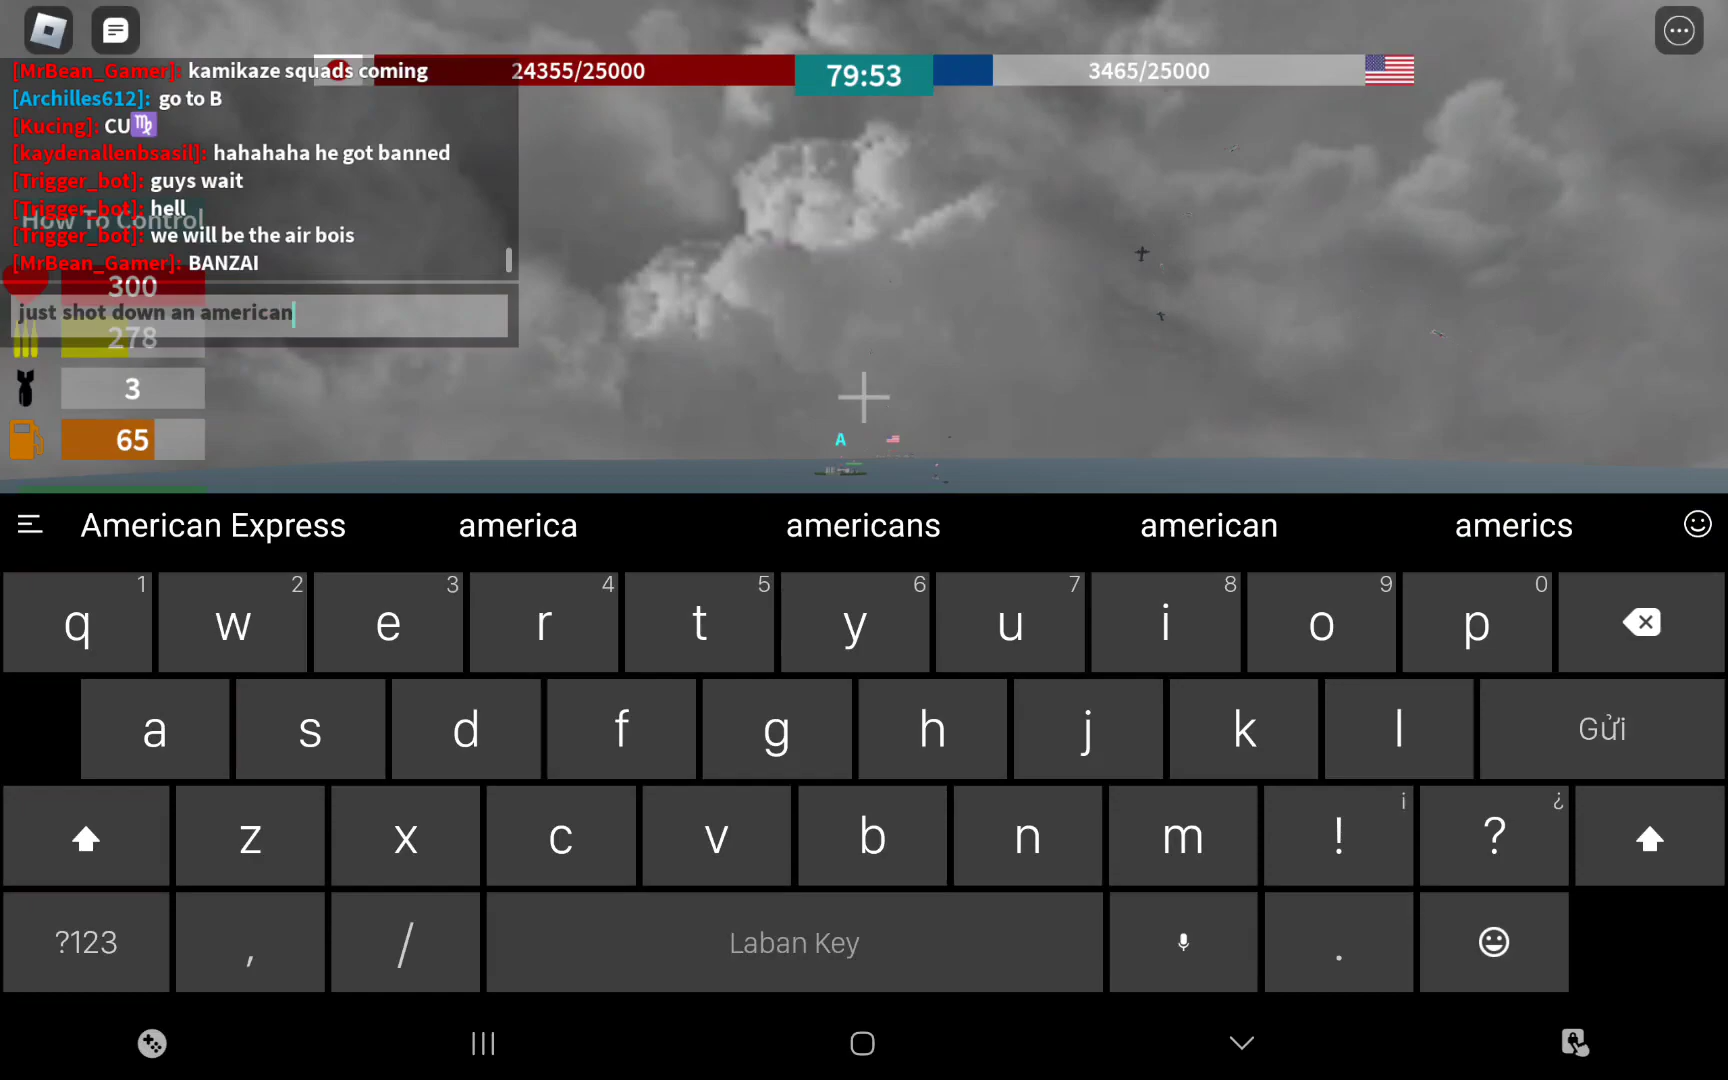 [MrBean_Gamer]: kamikaze squads coming
24355/25000
79:53
3465/25000
[Archilles612]: go to B
[Kucing]: CU♍
[kaydenallenbsasil]: hahahaha he got banned
[Trigger_bot]: guys wait
[Trigger_bot]: hell
How To Control
[Trigger_bot]: we will be the air bois
[MrBean_Gamer]: BANZAI
300
just shot down an american
278
3
65
A
American Express america americans american americs
1 2 3 4 5 6 7 8 9 0
q w e r t y u i o p
a s d f g h j k l Gửi
¡ ¿
z x c v b n m ! ?
?123 , / Laban Key .